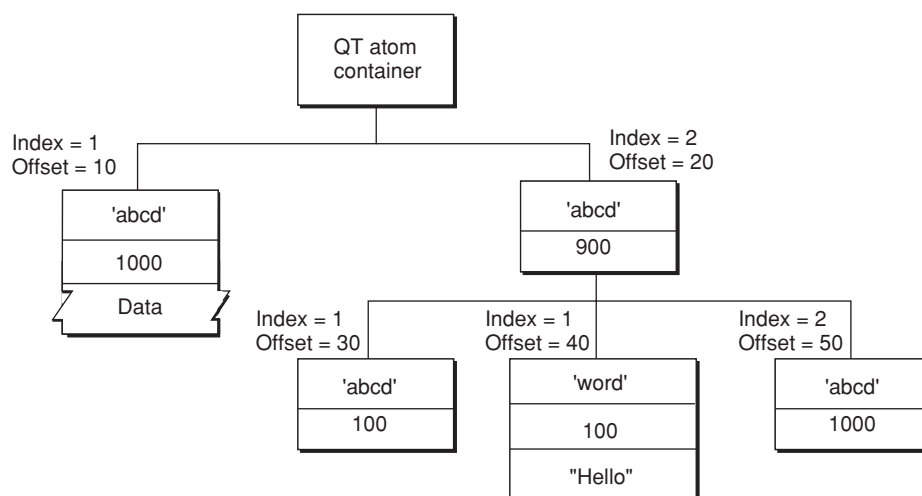 QT atom
container
Index = 1
Offset = 10
Index = 2
Offset = 20
'abcd'
1000
Data
'abcd'
900
Index = 1
Offset = 30
Index = 1
Offset = 40
Index = 2
Offset = 50
'abcd'
100
'word'
100
"Hello"
'abcd'
1000